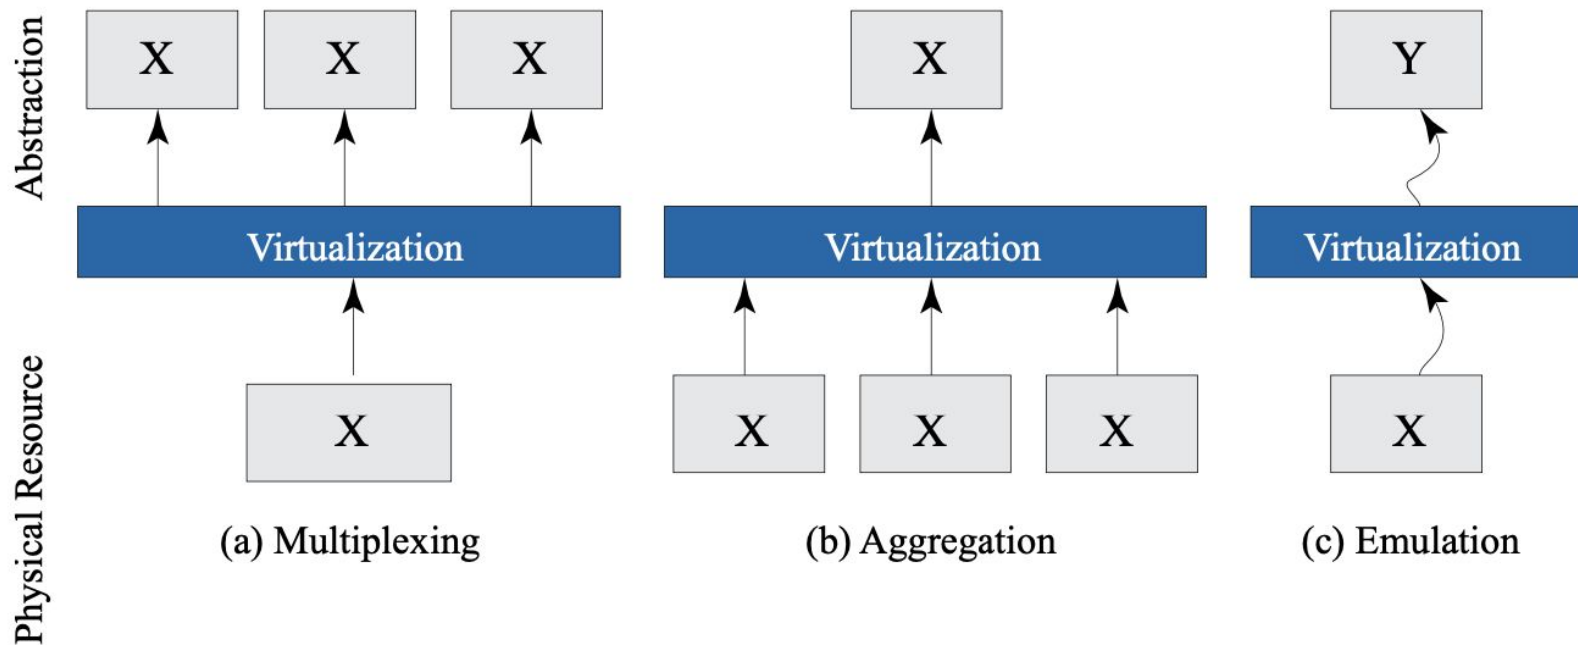 Abstraction
Physical Resource
X X X
Virtualization
X
(a) Multiplexing
X
Virtualization
X X X
(b) Aggregation
Y
Virtualization
X
(c) Emulation